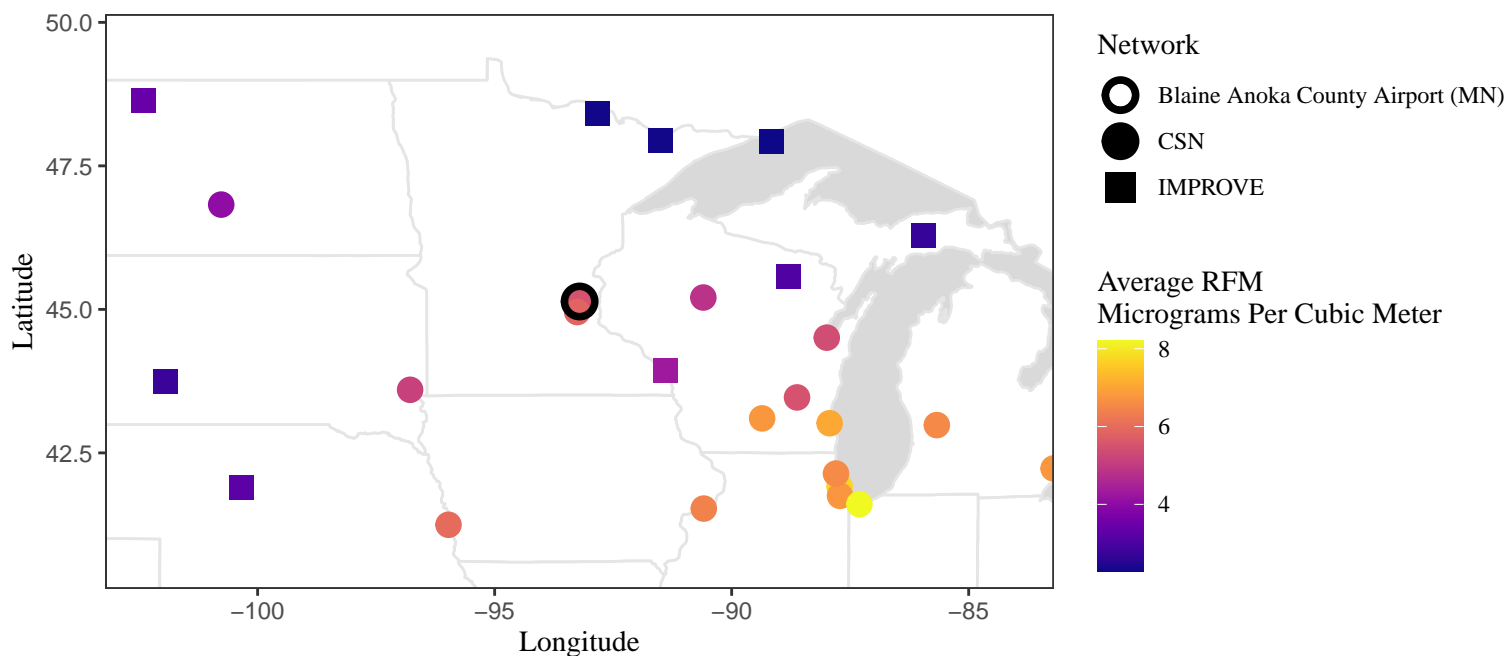 50.0
47.5
45.0
42.5
Latitude
−100
−95
−90
−85
Longitude
Network
Blaine Anoka County Airport (MN)
CSN
IMPROVE
Average RFM
Micrograms Per Cubic Meter
8
6
4